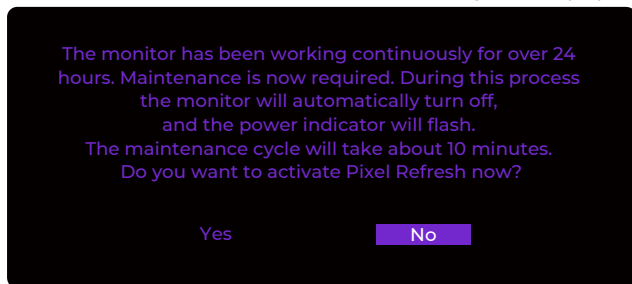 The monitor has been working continuously for over 24
hours. Maintenance is now required. During this process
the monitor will automatically turn off,
and the power indicator will flash.
The maintenance cycle will take about 10 minutes.
Do you want to activate Pixel Refresh now?
Yes No